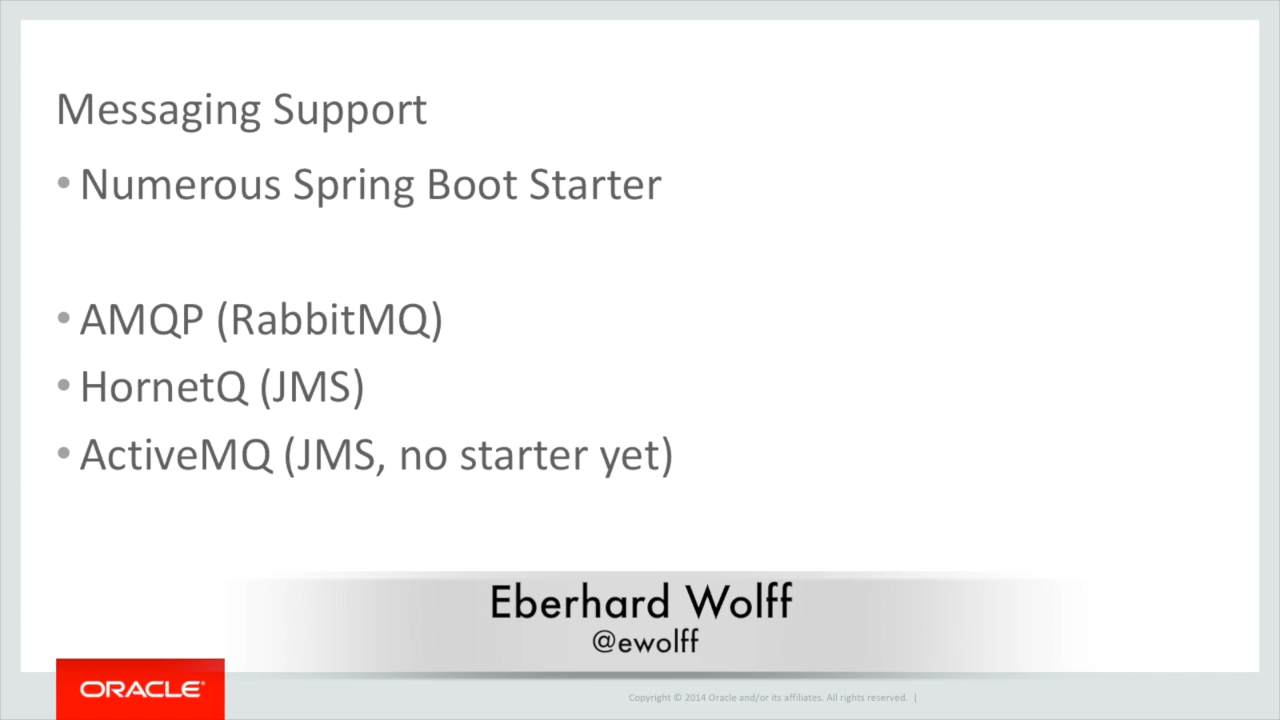 Messaging Support
• Numerous Spring Boot Starter
• AMQP (RabbitMQ)
• HornetQ (JMS)
• ActiveMQ (JMS, no starter yet)
Eberhard Wolff
@ewolff
ORACLE®
Copyright © 2014 Oracle and/or its affiliates. All rights reserved. |